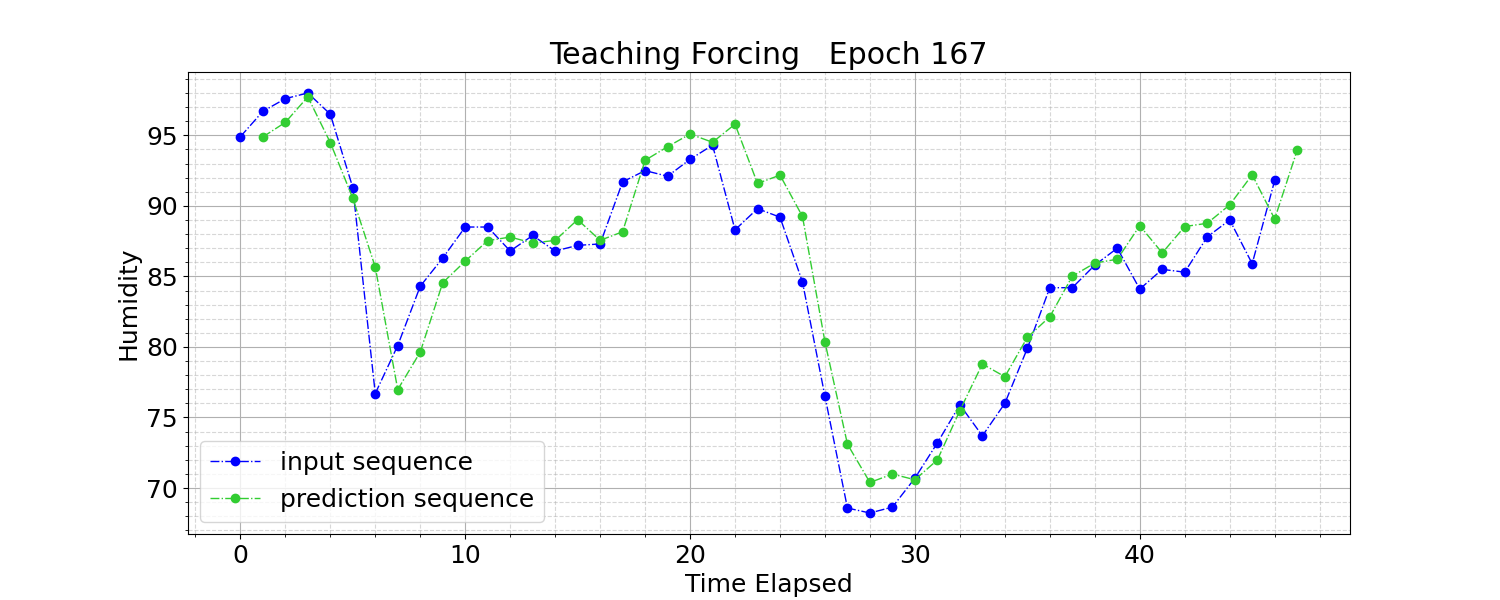 Teaching Forcing   Epoch 167
Humidity
95
90
85
80
75
70
input sequence
prediction sequence
0 10 20 30 40
Time Elapsed